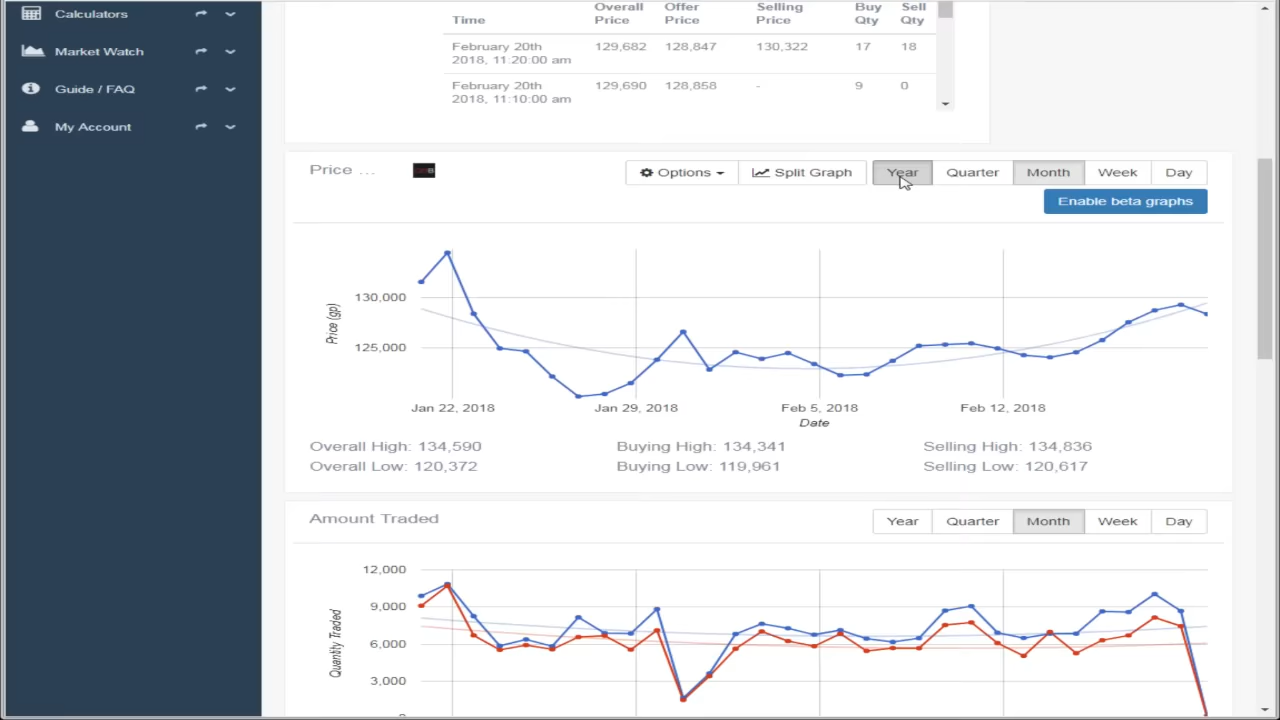 Calculators
Market Watch
Guide / FAQ
My Account
Time Overall Price Offer Price Selling Price Buy Qty Sell Qty
February 20th 2018, 11:20:00 am 129,682 128,847 130,322 17 18
February 20th 2018, 11:10:00 am 129,690 128,858 - 9 0
Price ...
Options Split Graph Year Quarter Month Week Day
Enable beta graphs
Price (gp)
130,000
125,000
Jan 22, 2018 Jan 29, 2018 Feb 5, 2018 Feb 12, 2018
Date
Overall High: 134,590 Buying High: 134,341 Selling High: 134,836
Overall Low: 120,372 Buying Low: 119,961 Selling Low: 120,617
Amount Traded Year Quarter Month Week Day
Quantity Traded
12,000
9,000
6,000
3,000